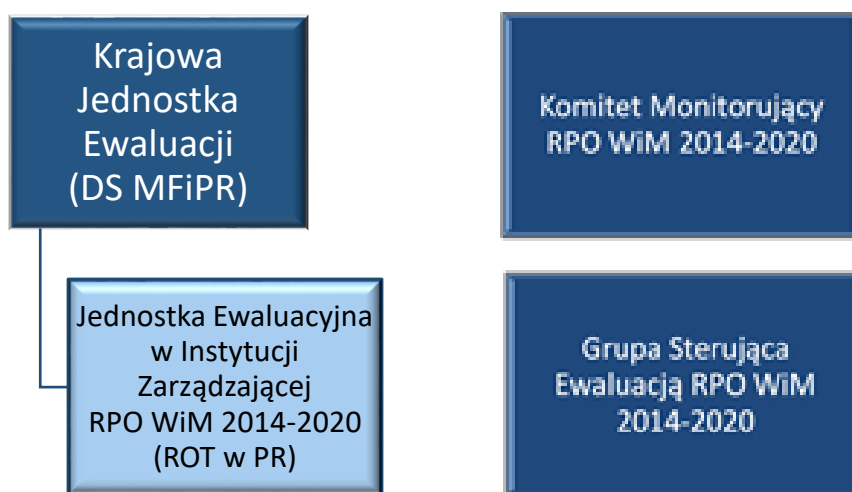 Krajowa
Jednostka
Ewaluacji
(DS MFiPR)
Jednostka Ewaluacyjna
w Instytucji
Zarządzającej
RPO WiM 2014-2020
(ROT w PR)
Komitet Monitorujący
RPO WiM 2014-2020
Grupa Sterująca
Ewaluacją RPO WiM
2014-2020